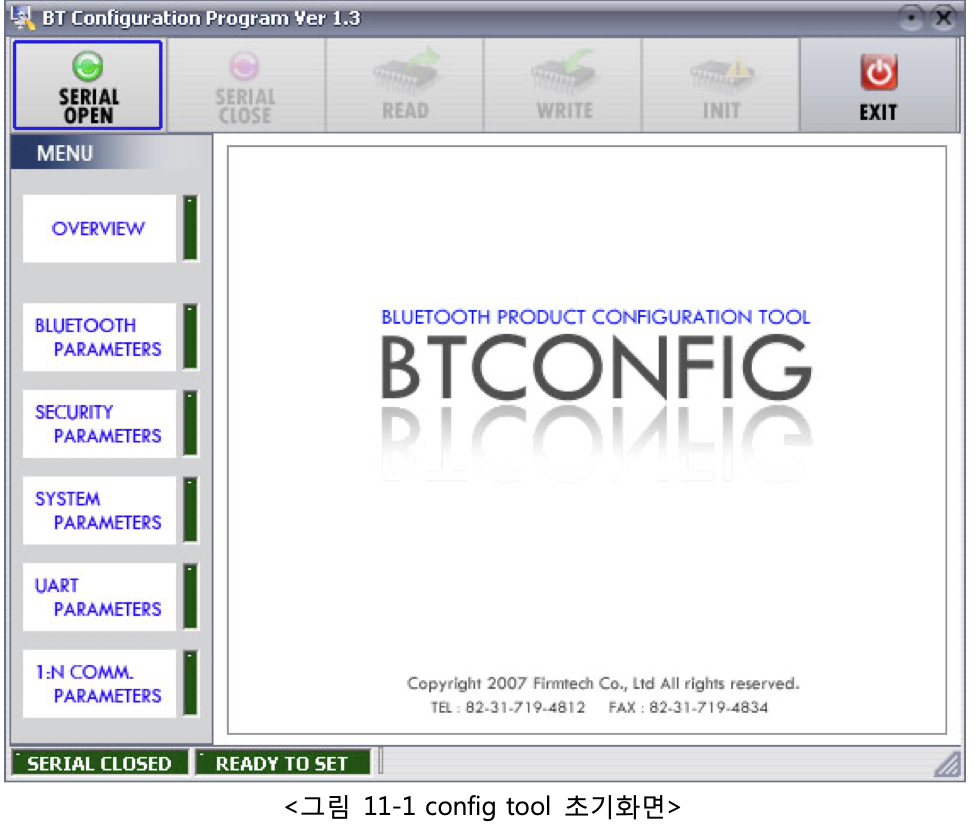 BT Configuration Program Ver 1.3
SERIAL
OPEN
SERIAL
CLOSE
READ
WRITE
INIT
EXIT
MENU
OVERVIEW
BLUETOOTH
PARAMETERS
SECURITY
PARAMETERS
SYSTEM
PARAMETERS
UART
PARAMETERS
1:N COMM.
PARAMETERS
BLUETOOTH PRODUCT CONFIGURATION TOOL
BTCONFIG
Copyright 2007 Firmtech Co., Ltd All rights reserved.
TEL : 82-31-719-4812 FAX : 82-31-719-4834
SERIAL CLOSED
READY TO SET
<그림 11-1 config tool 초기화면>